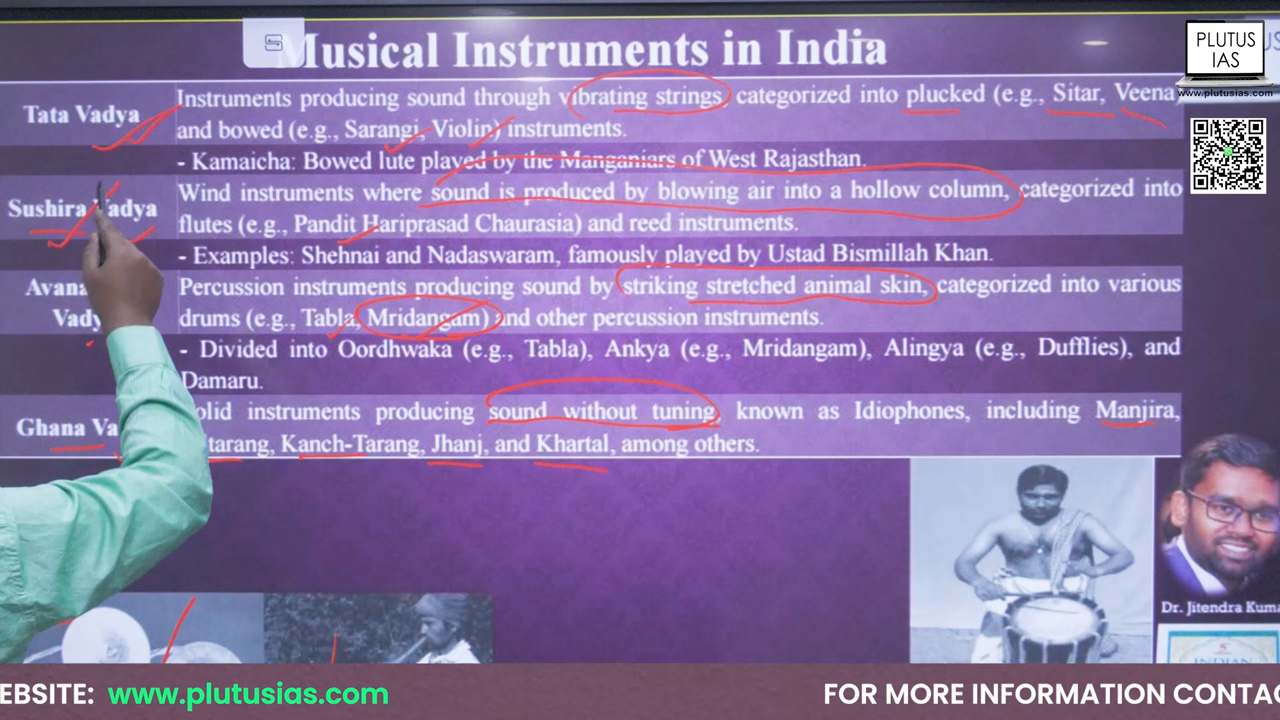 Musical Instruments in India
PLUTUS
IAS
www.plutusias.com
Tata Vadya
Instruments producing sound through vibrating strings categorized into plucked (e.g., Sitar, Veena)
and bowed (e.g., Sarangi, Violin) instruments.
- Kamaicha: Bowed lute played by the Manganiars of West Rajasthan.
Sushira Vadya
Wind instruments where sound is produced by blowing air into a hollow column, categorized into
flutes (e.g., Pandit Hariprasad Chaurasia) and reed instruments.
- Examples: Shehnai and Nadaswaram, famously played by Ustad Bismillah Khan.
Percussion instruments producing sound by striking stretched animal skin, categorized into various
drums (e.g., Tabla, Mridangam) and other percussion instruments.
- Divided into Oordhwaka (e.g., Tabla), Ankya (e.g., Mridangam), Alingya (e.g., Dufflies), and
Damaru.
Ghana
instruments producing sound without tuning, known as Idiophones, including Manjira,
Kanch-Tarang, Jhanj, and Khartal, among others.
Dr. Jitendra
INDIAN
EBSITE: www.plutusias.com
FOR MORE INFORMATION